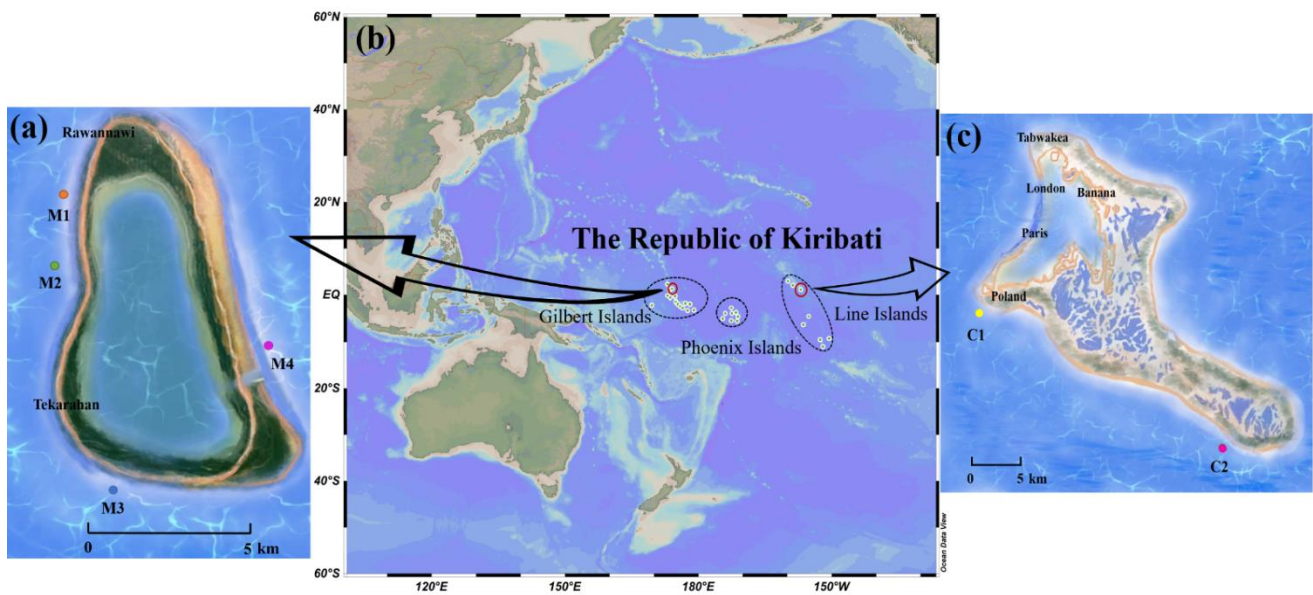 (a)
Rawannawi
M1
M2
M4
Tekarahan
M3
0 5 km
(b)
60°N
40°N
20°N
EQ
20°S
40°S
60°S
120°E 150°E 180°W 150°W
The Republic of Kiribati
Gilbert Islands
Phoenix Islands
Line Islands
Ocean Data View
(c)
Tabwakea
London
Banana
Paris
Poland
C1
C2
0 5 km